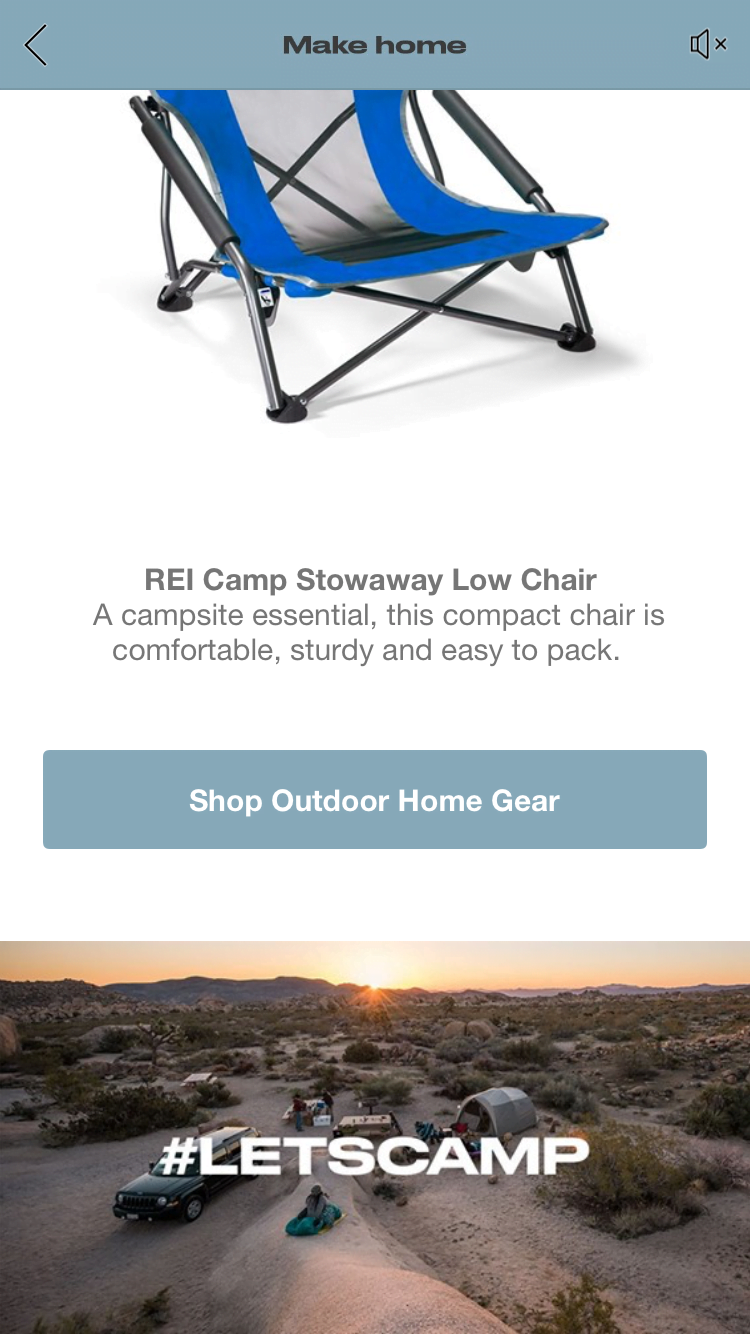 Make home
REI Camp Stowaway Low Chair
A campsite essential, this compact chair is
comfortable, sturdy and easy to pack.
Shop Outdoor Home Gear
#LETSCAMP